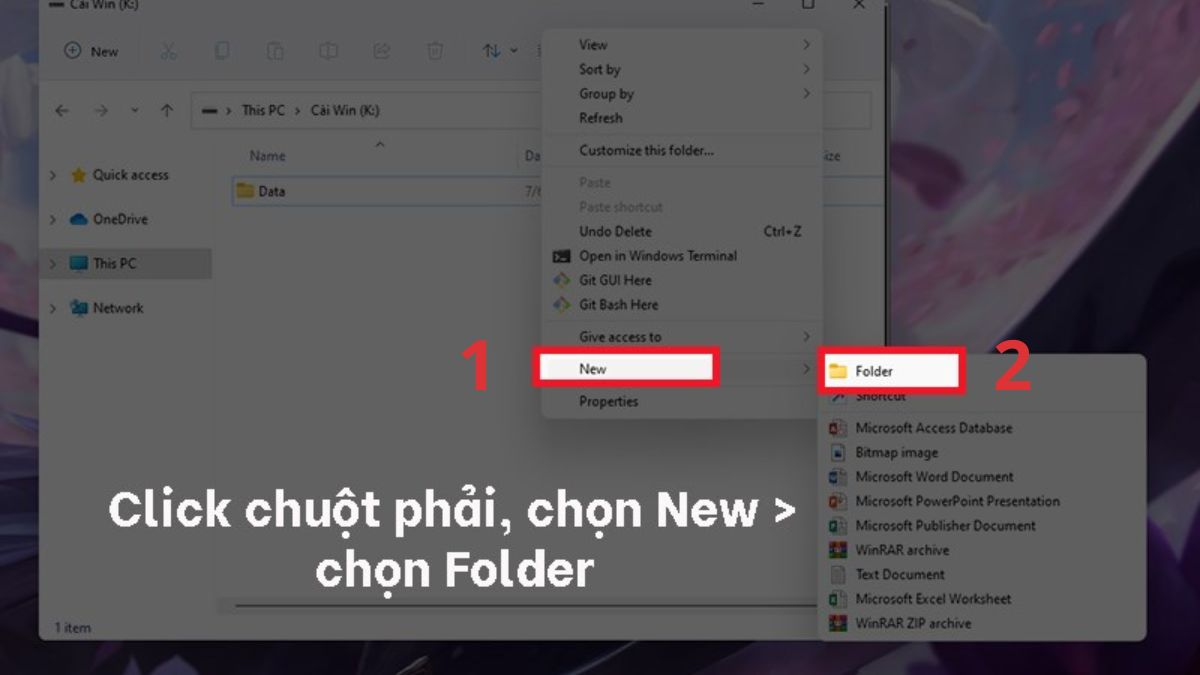 Cài Win (K:)
New
This PC > Cài Win (K:)
Name
Da
Size
Quick access
Data
7/6
OneDrive
This PC
Network
View
Sort by
Group by
Refresh
Customize this folder...
Paste
Paste shortcut
Undo Delete Ctrl+Z
Open in Windows Terminal
Git GUI Here
Git Bash Here
Give access to
1
New
Properties
Folder
2
Shortcut
Microsoft Access Database
Bitmap image
Microsoft Word Document
Microsoft PowerPoint Presentation
Microsoft Publisher Document
WinRAR archive
Text Document
Microsoft Excel Worksheet
WinRAR ZIP archive
Click chuột phải, chọn New >
chọn Folder
1 item